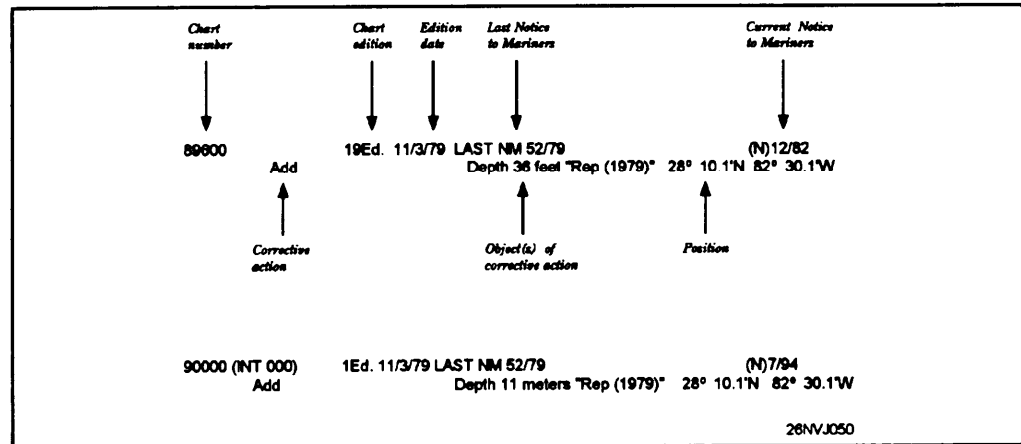 Chart Chart Edition Last Notice Current Notice
number edition date to Mariners to Mariners
89600 19Ed. 11/3/79 LAST NM 52/79 (N)12/82
Add Depth 36 feet "Rep (1979)" 28° 10.1'N 82° 30.1'W
Corrective Object(s) of Position
action corrective action
90000 (INT 000) 1Ed. 11/3/79 LAST NM 52/79 (N)7/94
Add Depth 11 meters "Rep (1979)" 28° 10.1'N 82° 30.1'W
26NVJ050